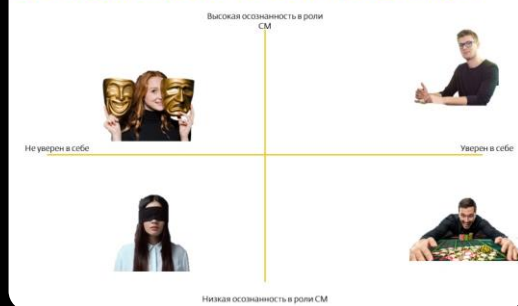 Высокая осознанность в роли
СМ
Не уверен в себе
Уверен в себе
Низкая осознанность в роли СМ